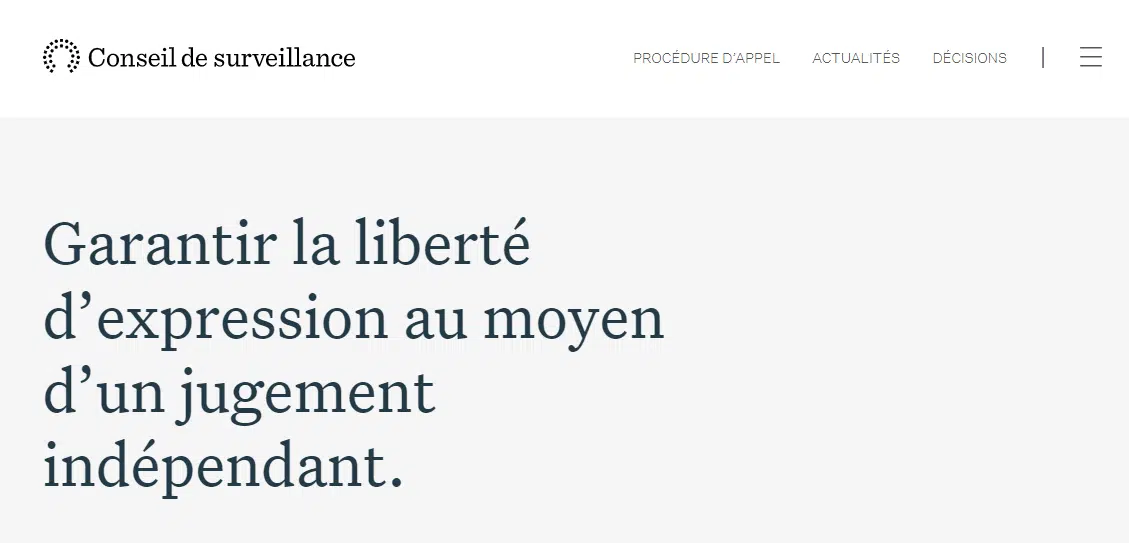 Conseil de surveillance
PROCÉDURE D’APPEL ACTUALITÉS DÉCISIONS
Garantir la liberté
d’expression au moyen
d’un jugement
indépendant.